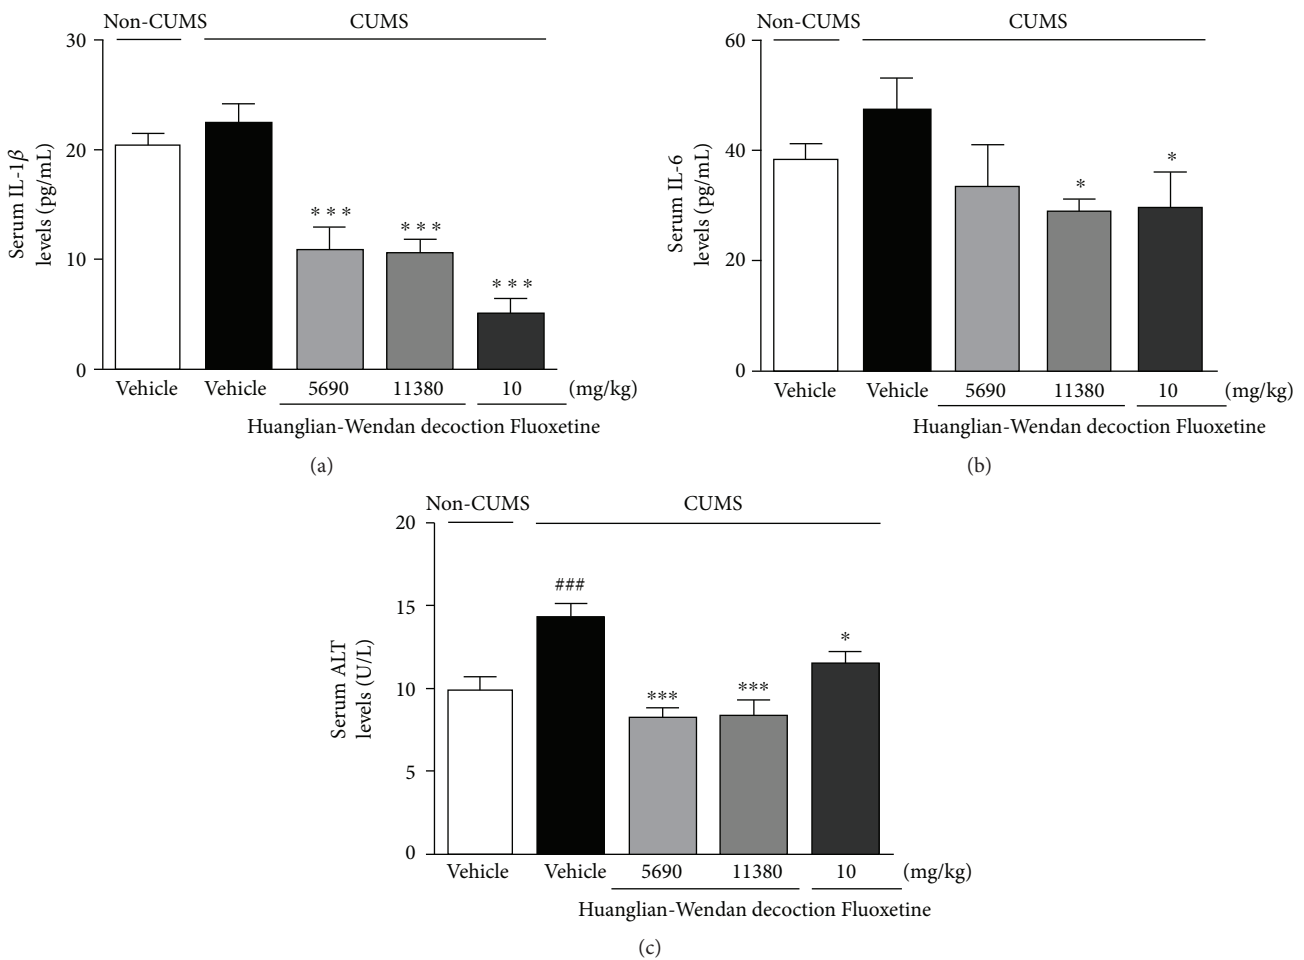 Non-CUMS CUMS
30
20
10
0
Serum IL-1β
levels (pg/mL)
***
***
***
Vehicle Vehicle 5690 11380 10 (mg/kg)
Huanglian-Wendan decoction Fluoxetine
(a)
Non-CUMS CUMS
60
40
20
0
Serum IL-6
levels (pg/mL)
*
*
Vehicle Vehicle 5690 11380 10 (mg/kg)
Huanglian-Wendan decoction Fluoxetine
(b)
Non-CUMS CUMS
20
15
10
5
0
Serum ALT
levels (U/L)
###
***
***
*
Vehicle Vehicle 5690 11380 10 (mg/kg)
Huanglian-Wendan decoction Fluoxetine
(c)